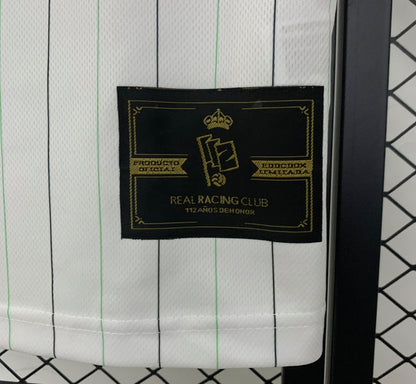 PRODUCTO
OFICIAL
EDICION
LIMITADA
REAL RACING CLUB
112 AÑOS DE HONOR